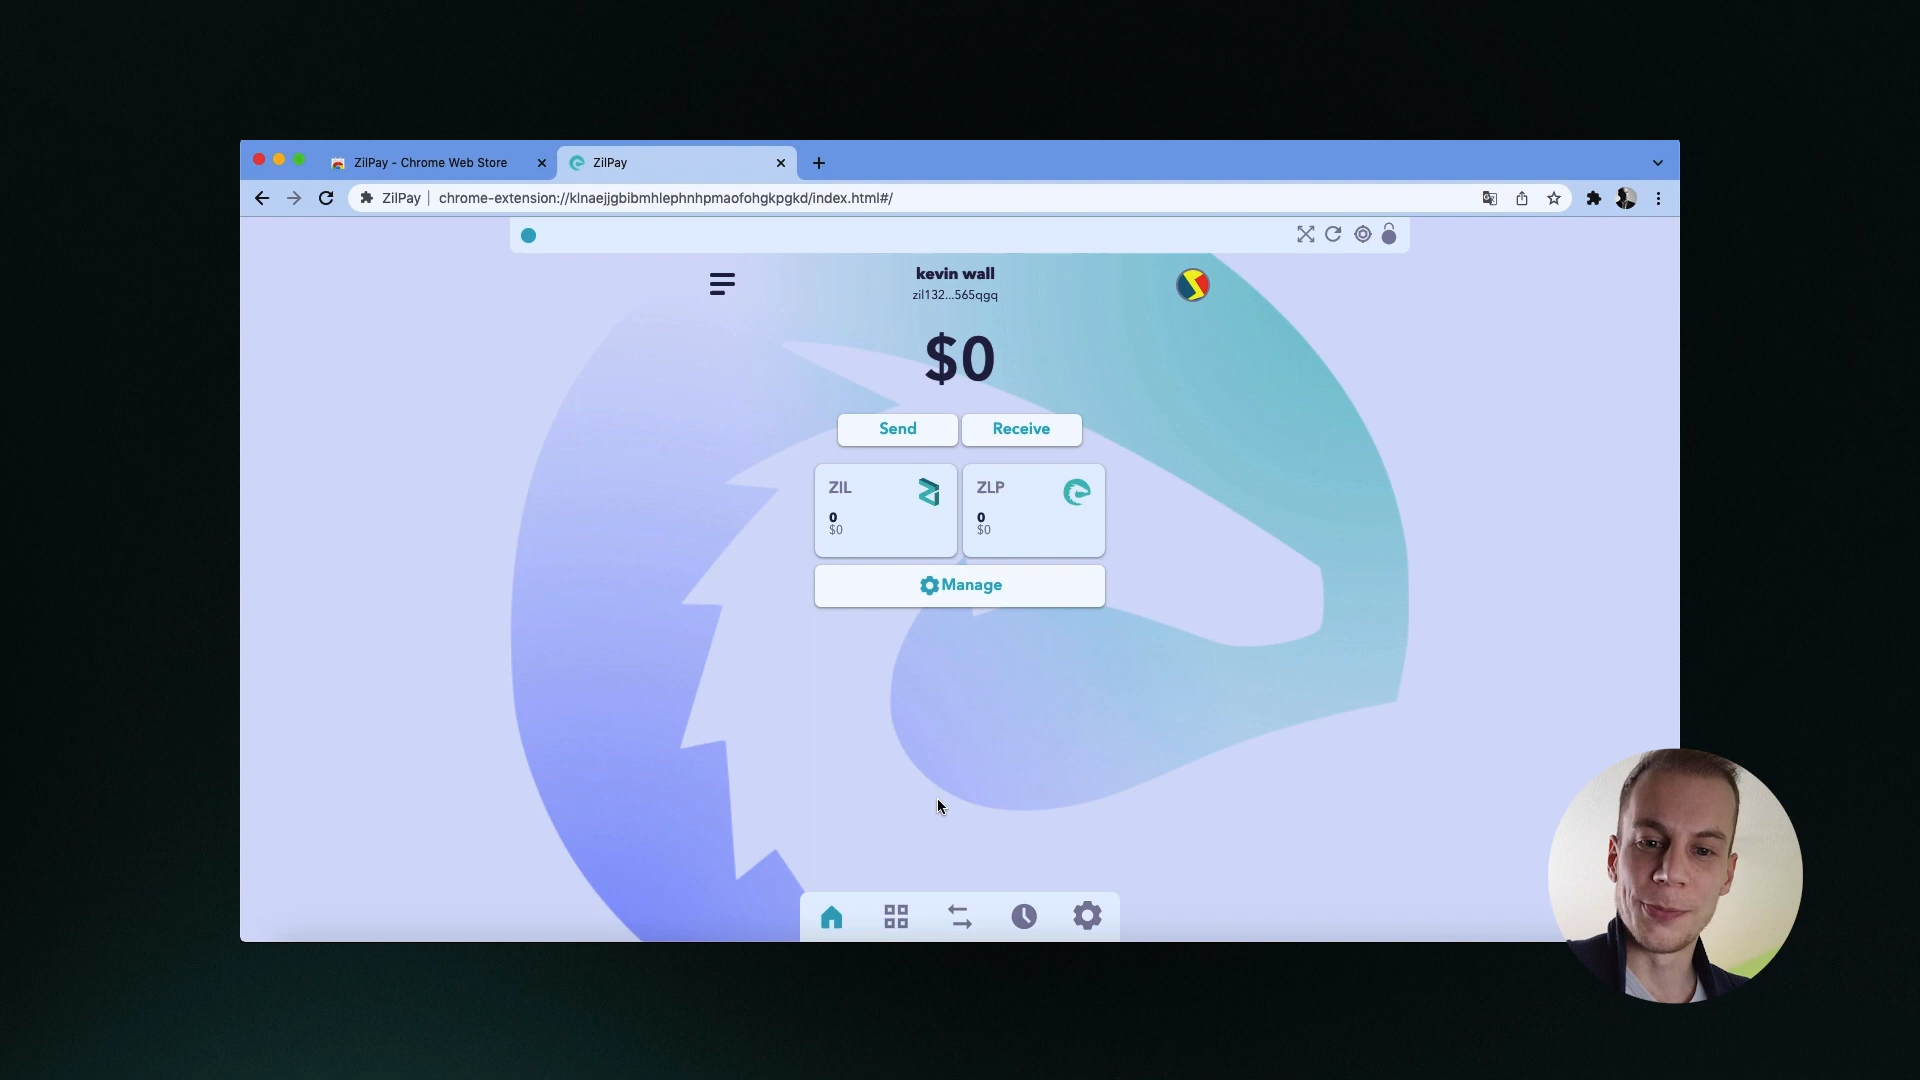 ZilPay - Chrome Web Store
ZilPay
ZilPay
chrome-extension://klnaejjgbibmhlephnhpmaofohgkpgkd/index.html#/
kevin wall
zil132...565qgq
$0
Send Receive
ZIL
0
$0
ZLP
0
$0
Manage